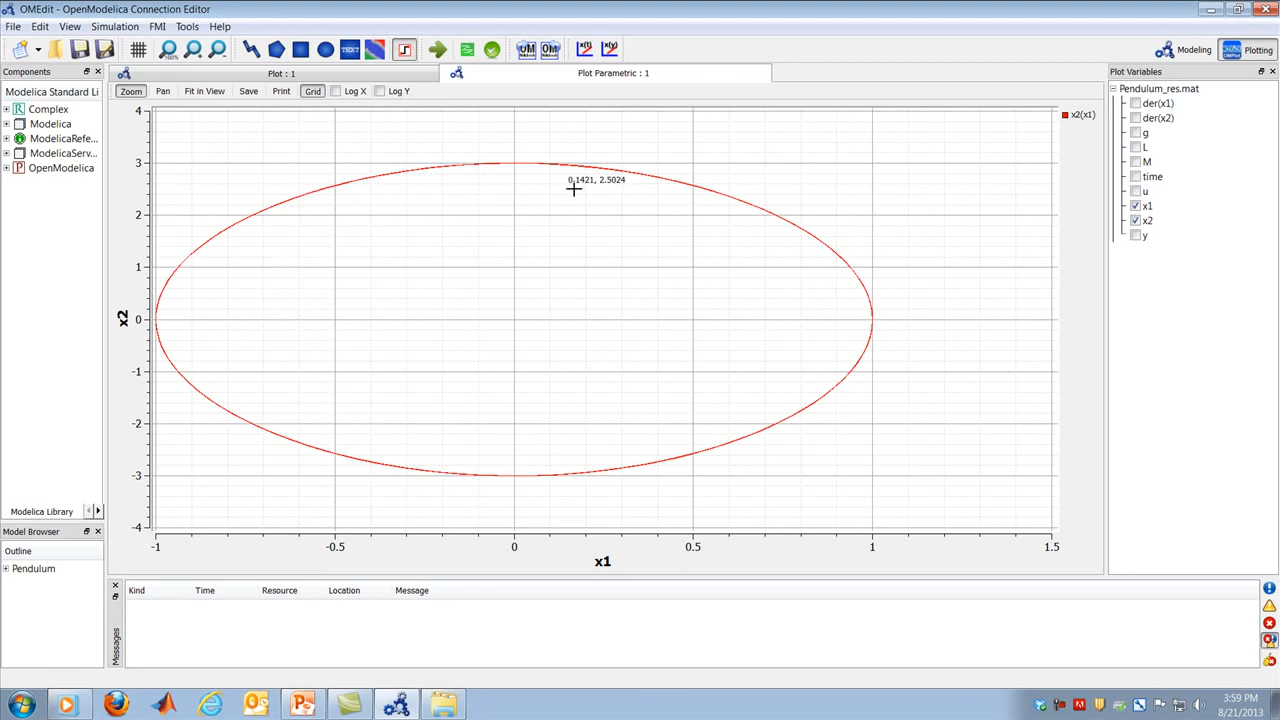 OMEdit - OpenModelica Connection Editor
File Edit View Simulation FMI Tools Help
100% TEXT Modeling Plotting
Components
Modelica Standard Li
Complex
Modelica
ModelicaRefe...
ModelicaServ...
OpenModelica
Modelica Library
Model Browser
Outline
Pendulum
Plot : 1 Plot Parametric : 1
Zoom Pan Fit in View Save Print Grid Log X Log Y
4
3
2
1
0
-1
-2
-3
-4
x2
0.1421, 2.5024
x2(x1)
-1 -0.5 0 0.5 1 1.5
x1
Plot Variables
Pendulum_res.mat
der(x1)
der(x2)
g
L
M
time
u
x1
x2
y
Messages
Kind Time Resource Location Message
3:59 PM
8/21/2013